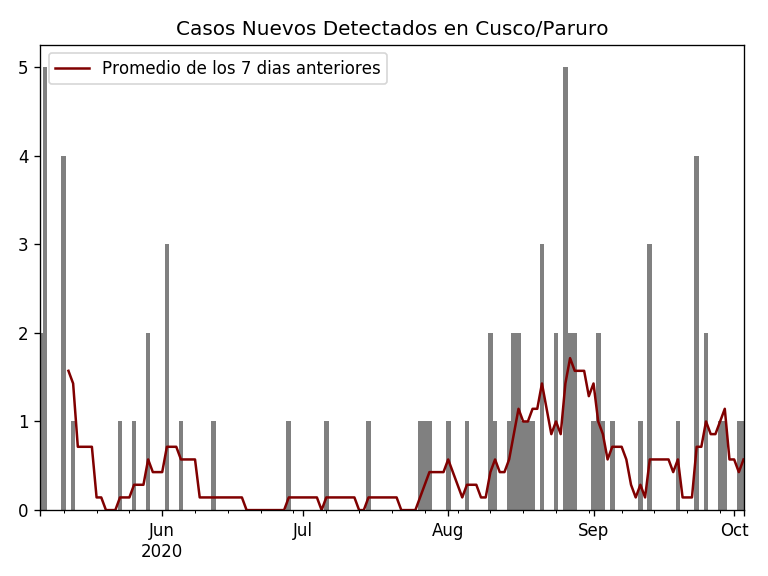 Casos Nuevos Detectados en Cusco/Paruro
Promedio de los 7 dias anteriores
5
4
3
2
1
0
Jun
2020
Jul
Aug
Sep
Oct